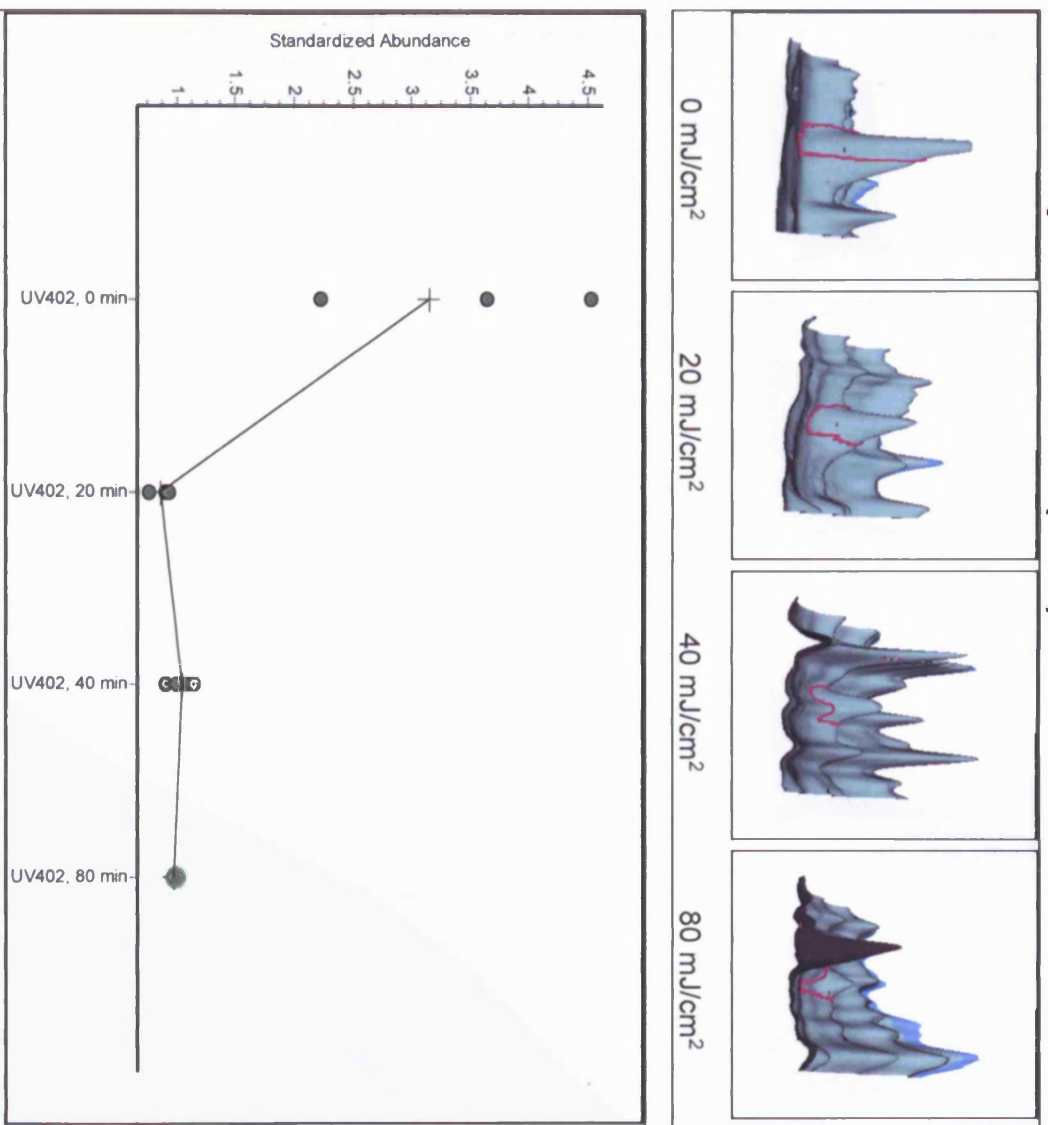 Standardized Abundance
1
1.5
2
2.5
3
3.5
4
4.5
UV402, 0 min
UV402, 20 min
UV402, 40 min
UV402, 80 min
0 mJ/cm²
20 mJ/cm²
40 mJ/cm²
80 mJ/cm²